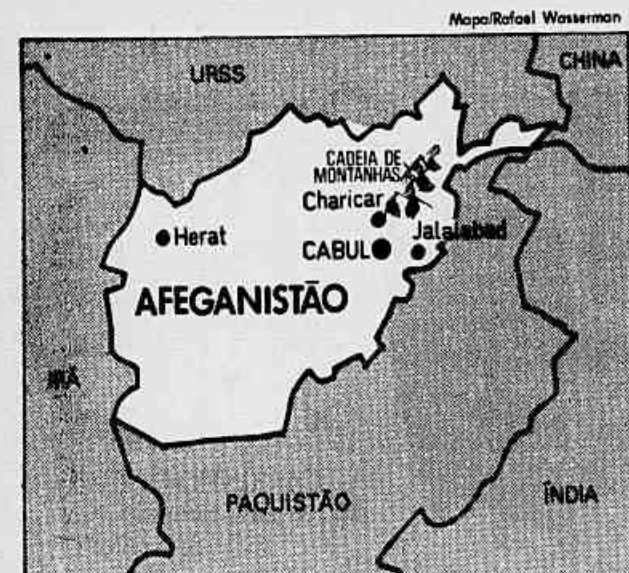 Mapa/Rafael Wasserman
URSS
CHINA
CADEIA DE
MONTANHAS
Charicar
Herat
Jalalabad
CABUL
AFEGANISTÃO
IRÃ
PAQUISTÃO
ÍNDIA